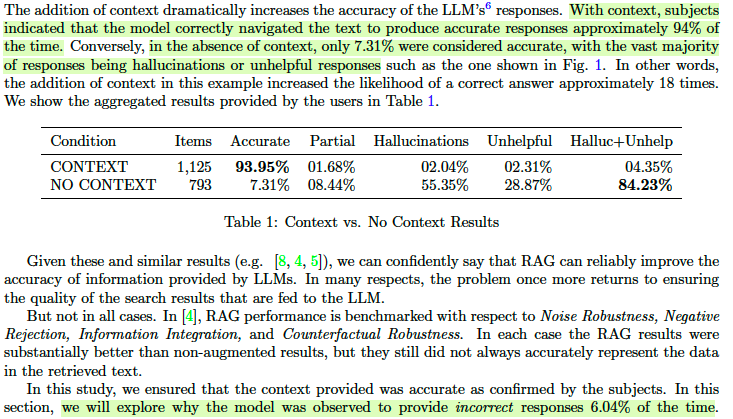 The addition of context dramatically increases the accuracy of the LLM's⁶ responses. With context, subjects
indicated that the model correctly navigated the text to produce accurate responses approximately 94% of
the time. Conversely, in the absence of context, only 7.31% were considered accurate, with the vast majority
of responses being hallucinations or unhelpful responses such as the one shown in Fig. 1. In other words,
the addition of context in this example increased the likelihood of a correct answer approximately 18 times.
We show the aggregated results provided by the users in Table 1.
Condition Items Accurate Partial Hallucinations Unhelpful Halluc+Unhelp
CONTEXT 1,125 93.95% 01.68% 02.04% 02.31% 04.35%
NO CONTEXT 793 7.31% 08.44% 55.35% 28.87% 84.23%
Table 1: Context vs. No Context Results
Given these and similar results (e.g. [8, 4, 5]), we can confidently say that RAG can reliably improve the
accuracy of information provided by LLMs. In many respects, the problem once more returns to ensuring
the quality of the search results that are fed to the LLM.
But not in all cases. In [4], RAG performance is benchmarked with respect to Noise Robustness, Negative
Rejection, Information Integration, and Counterfactual Robustness. In each case the RAG results were
substantially better than non-augmented results, but they still did not always accurately represent the data
in the retrieved text.
In this study, we ensured that the context provided was accurate as confirmed by the subjects. In this
section, we will explore why the model was observed to provide incorrect responses 6.04% of the time.